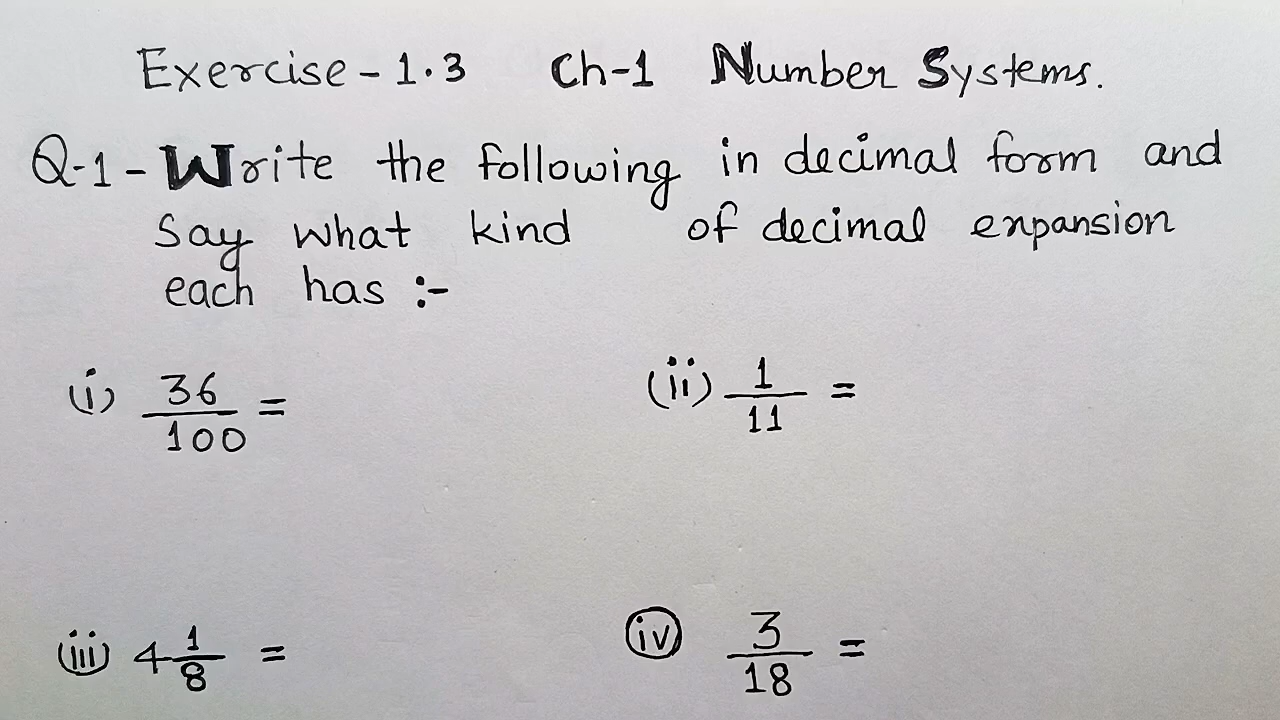 Exercise - 1.3 Ch-1 Number Systems.
Q-1 - Write the following in decimal form and
Say what kind of decimal expansion
each has :-
(i) 36/100 = (ii) 1/11 =
(iii) 4 1/8 = (iv) 3/18 =